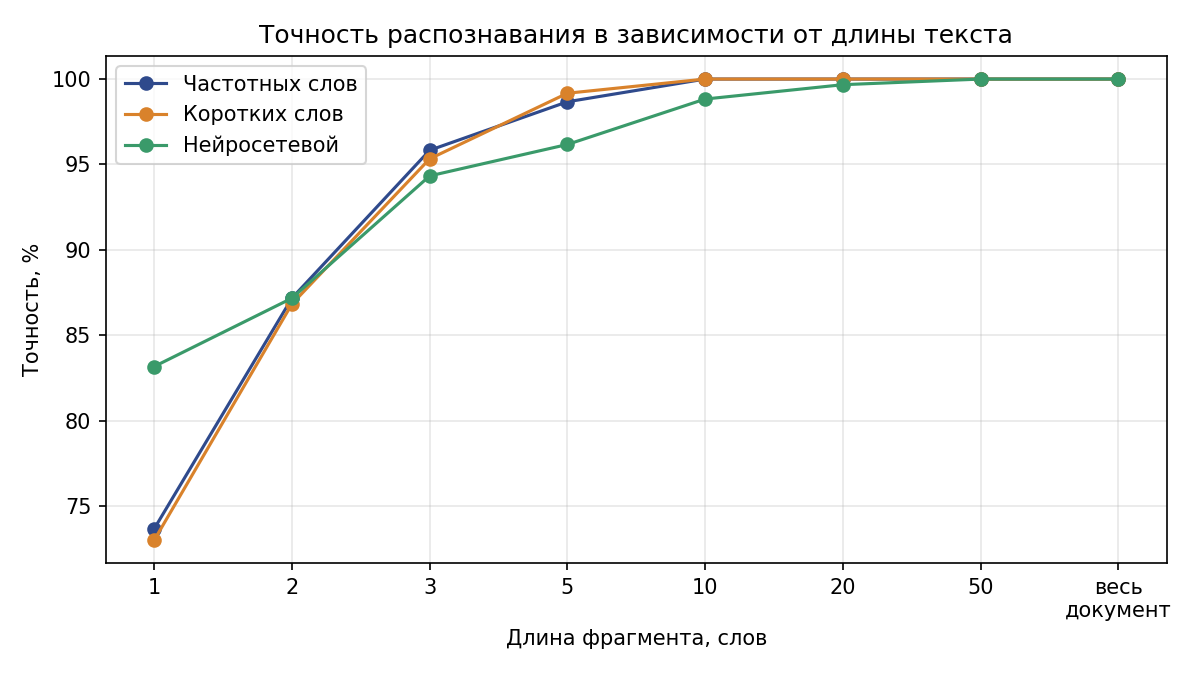 Точность распознавания в зависимости от длины текста
Частотных слов
Коротких слов
Нейросетевой
100
95
90
85
80
75
Точность, %
1 2 3 5 10 20 50 весь
документ
Длина фрагмента, слов